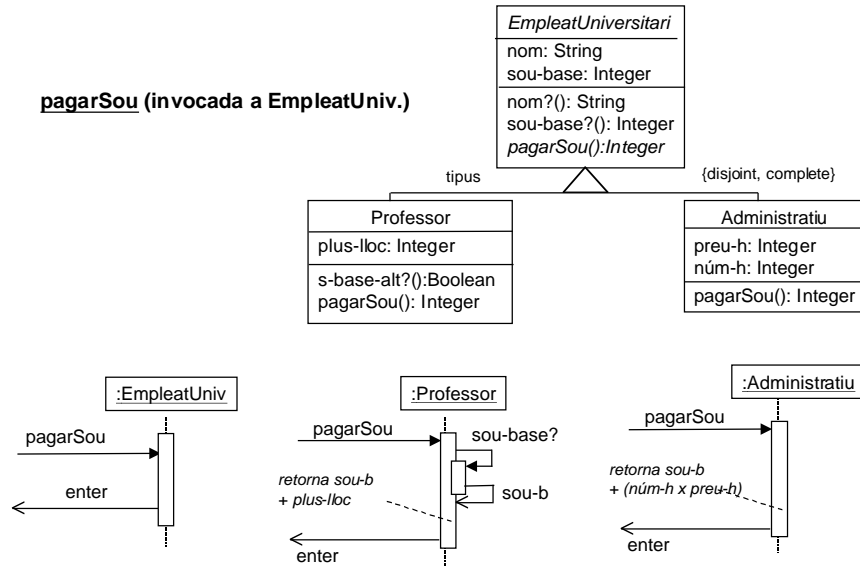 EmpleatUniversitari
nom: String
sou-base: Integer
nom?(): String
sou-base?(): Integer
pagarSou():Integer
pagarSou (invocada a EmpleatUniv.)
tipus
{disjoint, complete}
Professor
plus-lloc: Integer
s-base-alt?():Boolean
pagarSou(): Integer
Administratiu
preu-h: Integer
núm-h: Integer
pagarSou(): Integer
:EmpleatUniv
pagarSou
enter
:Professor
pagarSou
sou-base?
retorna sou-b
+ plus-lloc
sou-b
enter
:Administratiu
pagarSou
retorna sou-b
+ (núm-h x preu-h)
enter